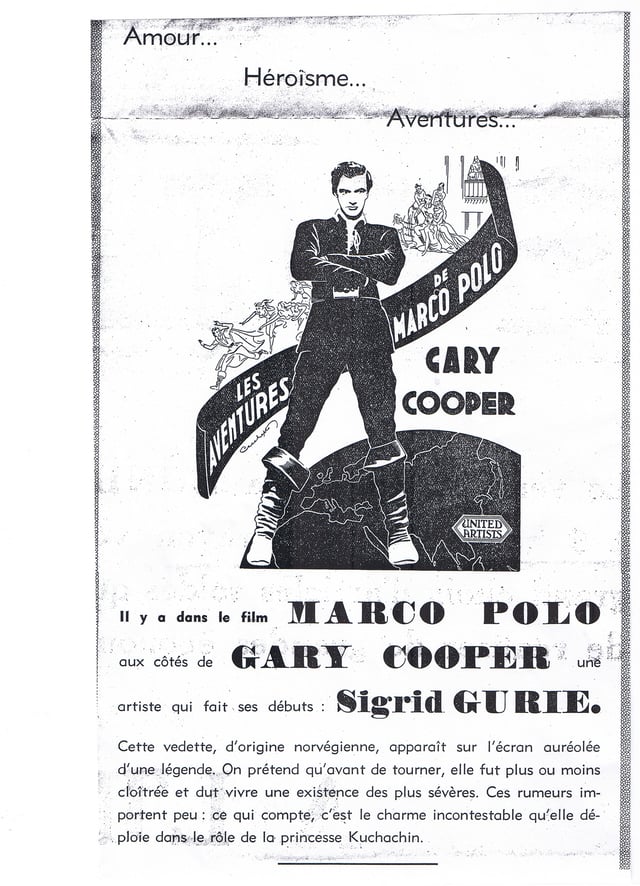 Amour...
Héroïsme...
Aventures...
LES
AVENTURES
DE
MARCO POLO
GARY
COOPER
UNITED
ARTISTS
Il y a dans le film MARCO POLO
aux côtés de GARY COOPER une
artiste qui fait ses débuts : Sigrid GURIE.
Cette vedette, d'origine norvégienne, apparaît sur l'écran auréolée
d'une légende. On prétend qu'avant de tourner, elle fut plus ou moins
cloîtrée et dut vivre une existence des plus sévères. Ces rumeurs im-
portent peu : ce qui compte, c'est le charme incontestable qu'elle dé-
ploie dans le rôle de la princesse Kuchachin.